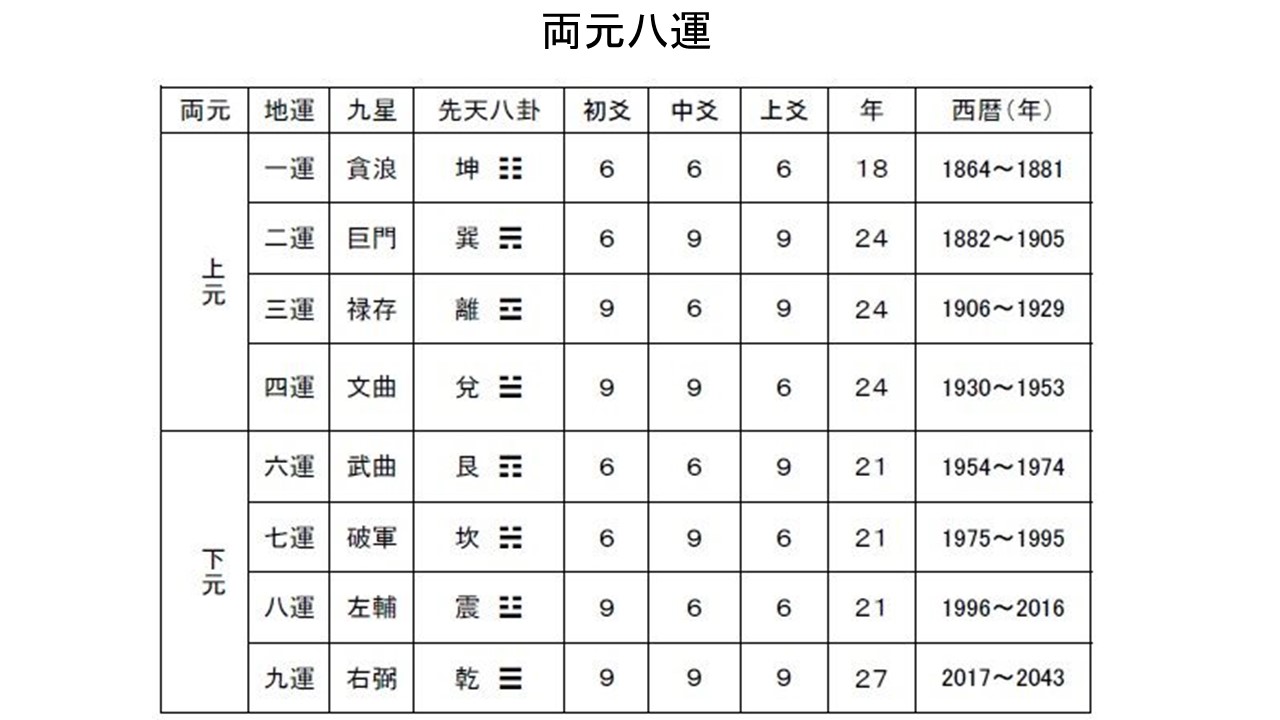 両元八運
両元 地運 九星 先天八卦 初爻 中爻 上爻 年 西暦(年)
上元
一運 貪浪 坤 ☷ 6 6 6 18 1864～1881
二運 巨門 巽 ☴ 6 9 9 24 1882～1905
三運 禄存 離 ☲ 9 6 9 24 1906～1929
四運 文曲 兌 ☱ 9 9 6 24 1930～1953
下元
六運 武曲 艮 ☶ 6 6 9 21 1954～1974
七運 破軍 坎 ☵ 6 9 6 21 1975～1995
八運 左輔 震 ☳ 9 6 6 21 1996～2016
九運 右弼 乾 ☰ 9 9 9 27 2017～2043